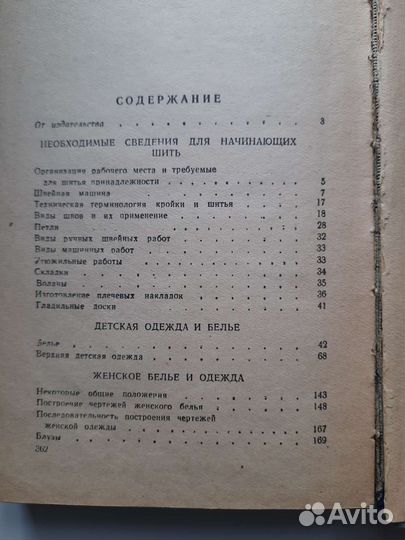 СОДЕРЖАНИЕ
От издательства . . . . . . . . . . 3
НЕОБХОДИМЫЕ СВЕДЕНИЯ ДЛЯ НАЧИНАЮЩИХ
ШИТЬ
Организация рабочего места и требуемые
для шитья принадлежности . . . . . . . 5
Швейная машина . . . . . . . . . . 7
Техническая терминология кройки и шитья . . . 17
Виды швов и их применение . . . . . . . 18
Петли . . . . . . . . . . . . . 28
Виды ручных швейных работ . . . . . . . 32
Виды машинных работ . . . . . . . . . 33
Утюжильные работы . . . . . . . . . 33
Складки . . . . . . . . . . . . 34
Воланы . . . . . . . . . . . . 35
Изготовление плечевых накладок . . . . . . 36
Гладильные доски . . . . . . . . . . 41
ДЕТСКАЯ ОДЕЖДА И БЕЛЬЕ
Белье . . . . . . . . . . . . . 42
Верхняя детская одежда . . . . . . . . 68
ЖЕНСКОЕ БЕЛЬЕ И ОДЕЖДА
Некоторые общие положения . . . . . . . 143
Построение чертежей женского белья . . . . . 148
Последовательность построения чертежей
женской одежды . . . . . . . . . . 167
Блузы . . . . . . . . . . . . . 169
362
Avito